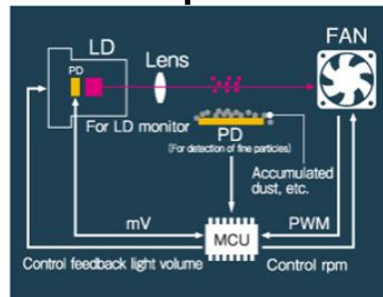 LD
Lens
FAN
PD
For LD monitor
PD
(For detection of fine particles)
Accumulated
dust, etc.
mV
PWM
MCU
Control feedback light volume
Control rpm